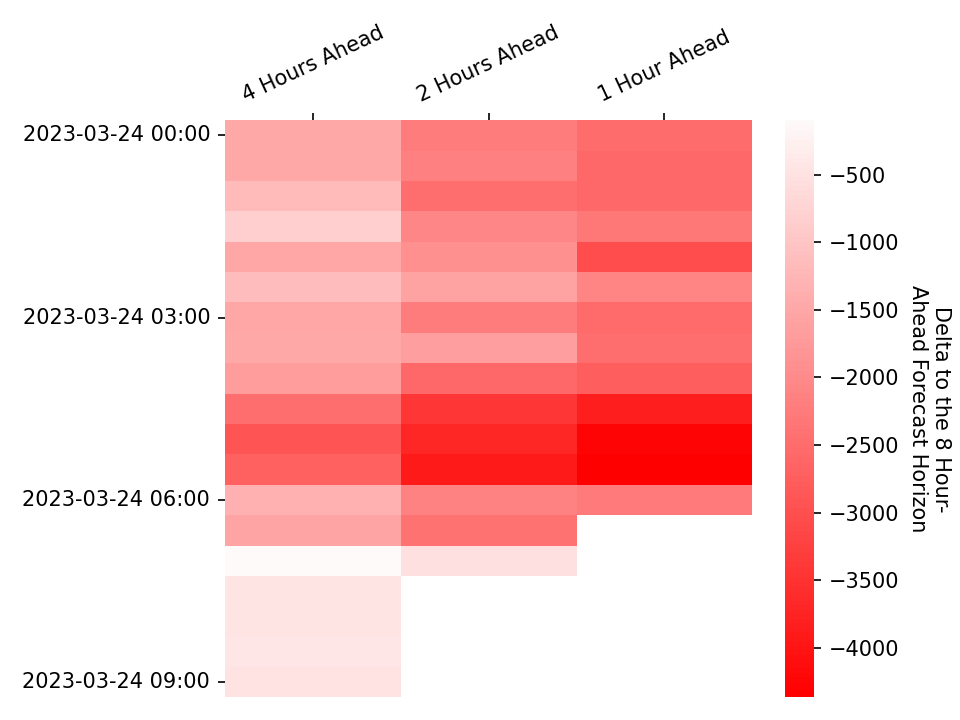 4 Hours Ahead
2 Hours Ahead
1 Hour Ahead
2023-03-24 00:00
2023-03-24 03:00
2023-03-24 06:00
2023-03-24 09:00
−500
−1000
−1500
−2000
−2500
−3000
−3500
−4000
Delta to the 8 Hour-
Ahead Forecast Horizon